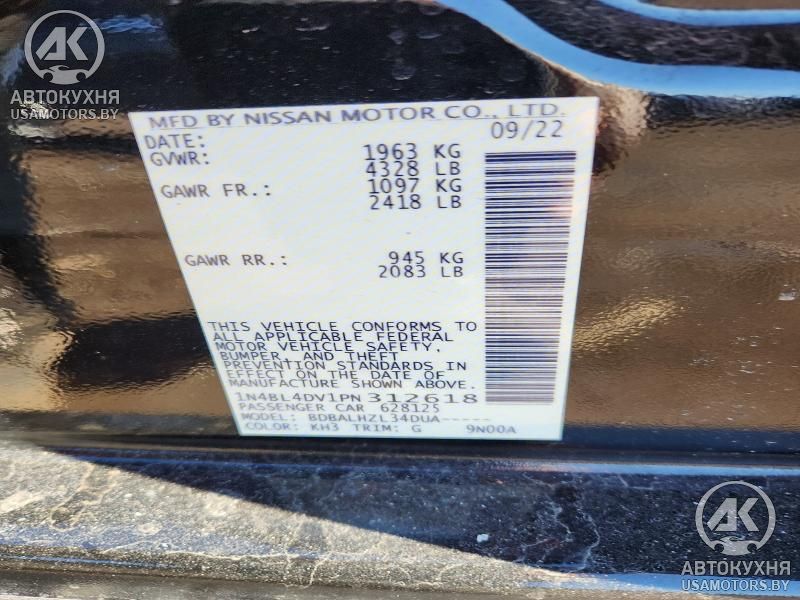 АК
АВТОКУХНЯ
USAMOTORS.BY
MFD BY NISSAN MOTOR CO., LTD.
DATE: 09/22
GVWR: 1963 KG
4328 LB
GAWR FR.: 1097 KG
2418 LB
GAWR RR.: 945 KG
2083 LB
THIS VEHICLE CONFORMS TO
ALL APPLICABLE FEDERAL
MOTOR VEHICLE SAFETY,
BUMPER, AND THEFT
PREVENTION STANDARDS IN
EFFECT ON THE DATE OF
MANUFACTURE SHOWN ABOVE.
1N4BL4DV1PN312618
PASSENGER CAR 628125
MODEL: BDBALHZL34DUA-----
COLOR: KH3 TRIM: G 9N00A
АК
АВТОКУХНЯ
USAMOTORS.BY